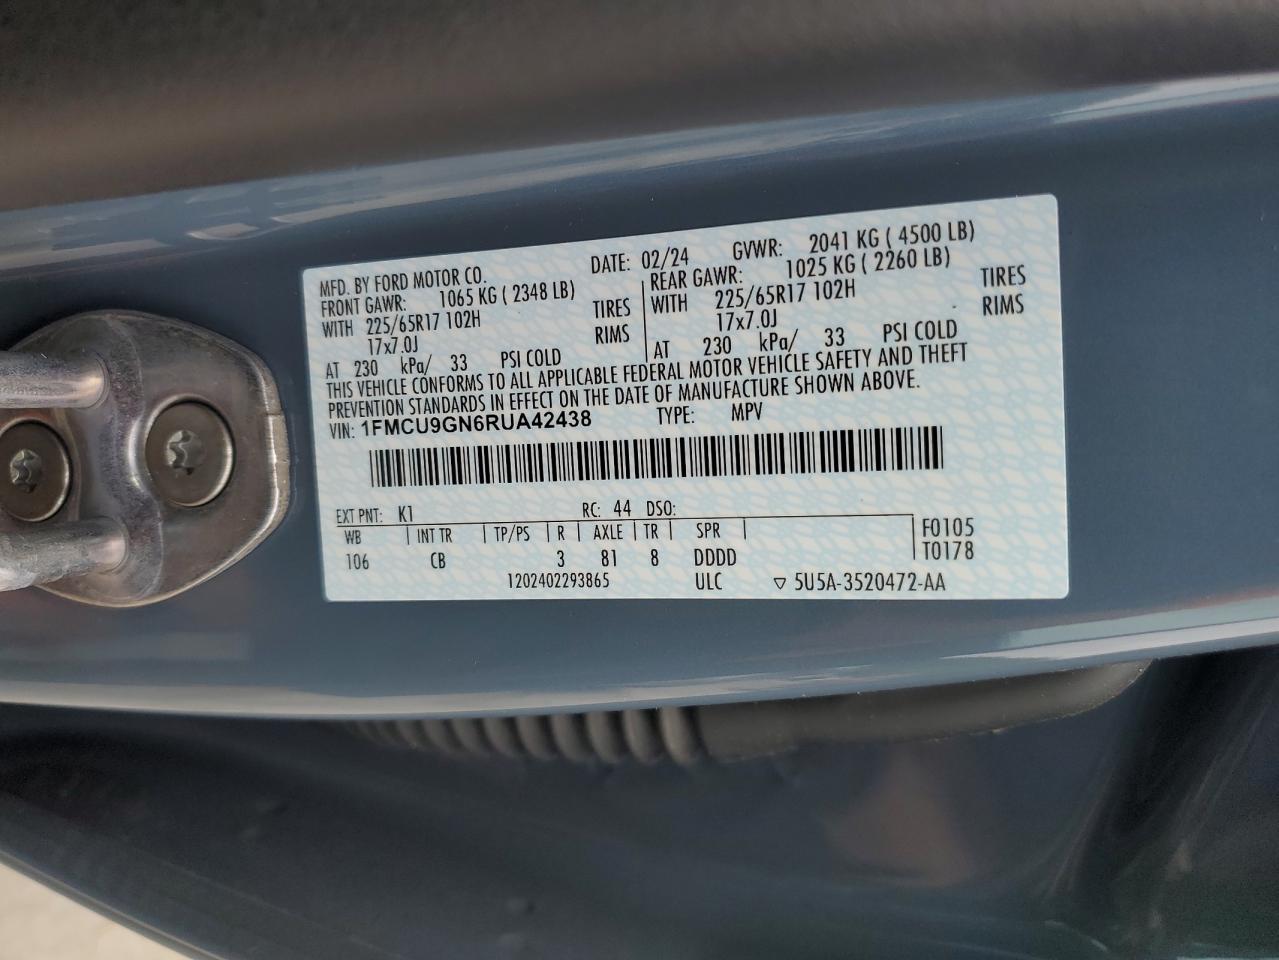 MFD. BY FORD MOTOR CO. DATE: 02/24 GVWR: 2041 KG ( 4500 LB)
FRONT GAWR: 1065 KG ( 2348 LB) REAR GAWR: 1025 KG ( 2260 LB)
WITH 225/65R17 102H TIRES WITH 225/65R17 102H TIRES
17x7.0J RIMS 17x7.0J RIMS
AT 230 kPa/ 33 PSI COLD AT 230 kPa/ 33 PSI COLD
THIS VEHICLE CONFORMS TO ALL APPLICABLE FEDERAL MOTOR VEHICLE SAFETY AND THEFT
PREVENTION STANDARDS IN EFFECT ON THE DATE OF MANUFACTURE SHOWN ABOVE.
VIN: 1FMCU9GN6RUA42438 TYPE: MPV
EXT PNT: K1 RC: 44 DSO:
WB INT TR TP/PS R AXLE TR SPR F0105
106 CB 3 81 8 DDDD T0178
1202402293865 ULC ▽ 5U5A-3520472-AA